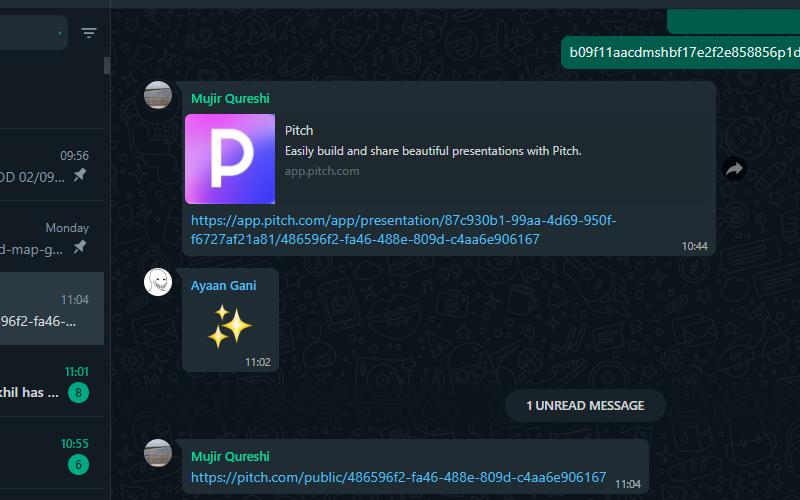 b09f11aacdmshbf17e2f2e858856p1d
Mujir Qureshi
P
Pitch
Easily build and share beautiful presentations with Pitch.
app.pitch.com
https://app.pitch.com/app/presentation/87c930b1-99aa-4d69-950f-
f6727af21a81/486596f2-fa46-488e-809d-c4aa6e906167
10:44
Ayaan Gani
11:02
1 UNREAD MESSAGE
Mujir Qureshi
https://pitch.com/public/486596f2-fa46-488e-809d-c4aa6e906167
11:04
09:56
OD 02/09...
Monday
d-map-g...
11:04
96f2-fa46-...
11:01
khil has ...
8
10:55
6